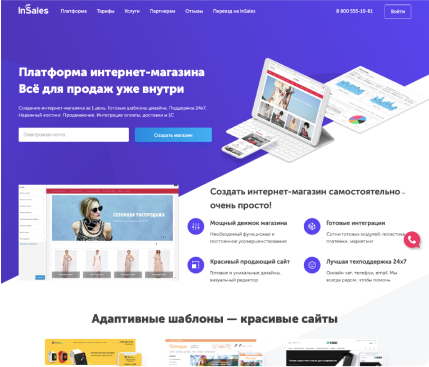 InSales
Платформа Тарифы Услуги Партнерам Отзывы Переезд на InSales
8 800 555-10-61 Войти
Платформа интернет-магазина
Всё для продаж уже внутри
Создание интернет-магазина за 1 день. Готовые шаблоны дизайна. Поддержка 24x7.
Надежный хостинг. Продвижение. Интеграция оплаты, доставки и 1С
Электронная почта
Создать магазин
СЕЗОННАЯ РАСПРОДАЖА
Создать интернет-магазин самостоятельно –
очень просто!
Мощный движок магазина
Необходимый функционал и
постоянное усовершенствование
Готовые интеграции
Сотни готовых модулей: логистика,
платежи, маркетинг
Красивый продающий сайт
Готовые и уникальные дизайны,
визуальный редактор
Лучшая техподдержка 24x7
Онлайн чат, телефон, email. Мы
всегда рядом, чтобы помочь
Адаптивные шаблоны — красивые сайты